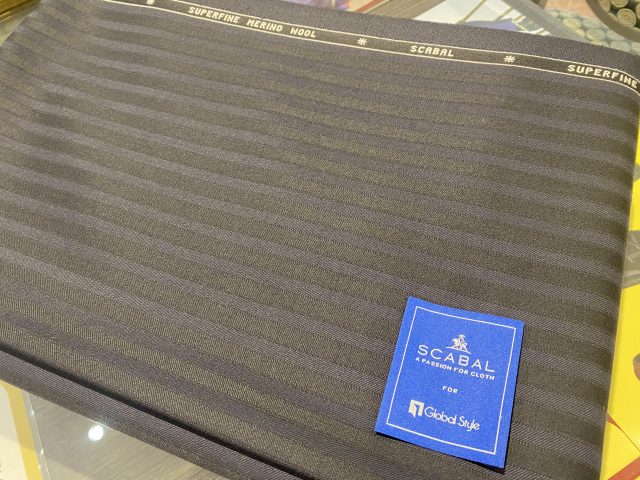 SUPERFINE MERINO WOOL * SCABAL * SUPERFINE
SCABAL
A PASSION FOR CLOTH
FOR
Global Style